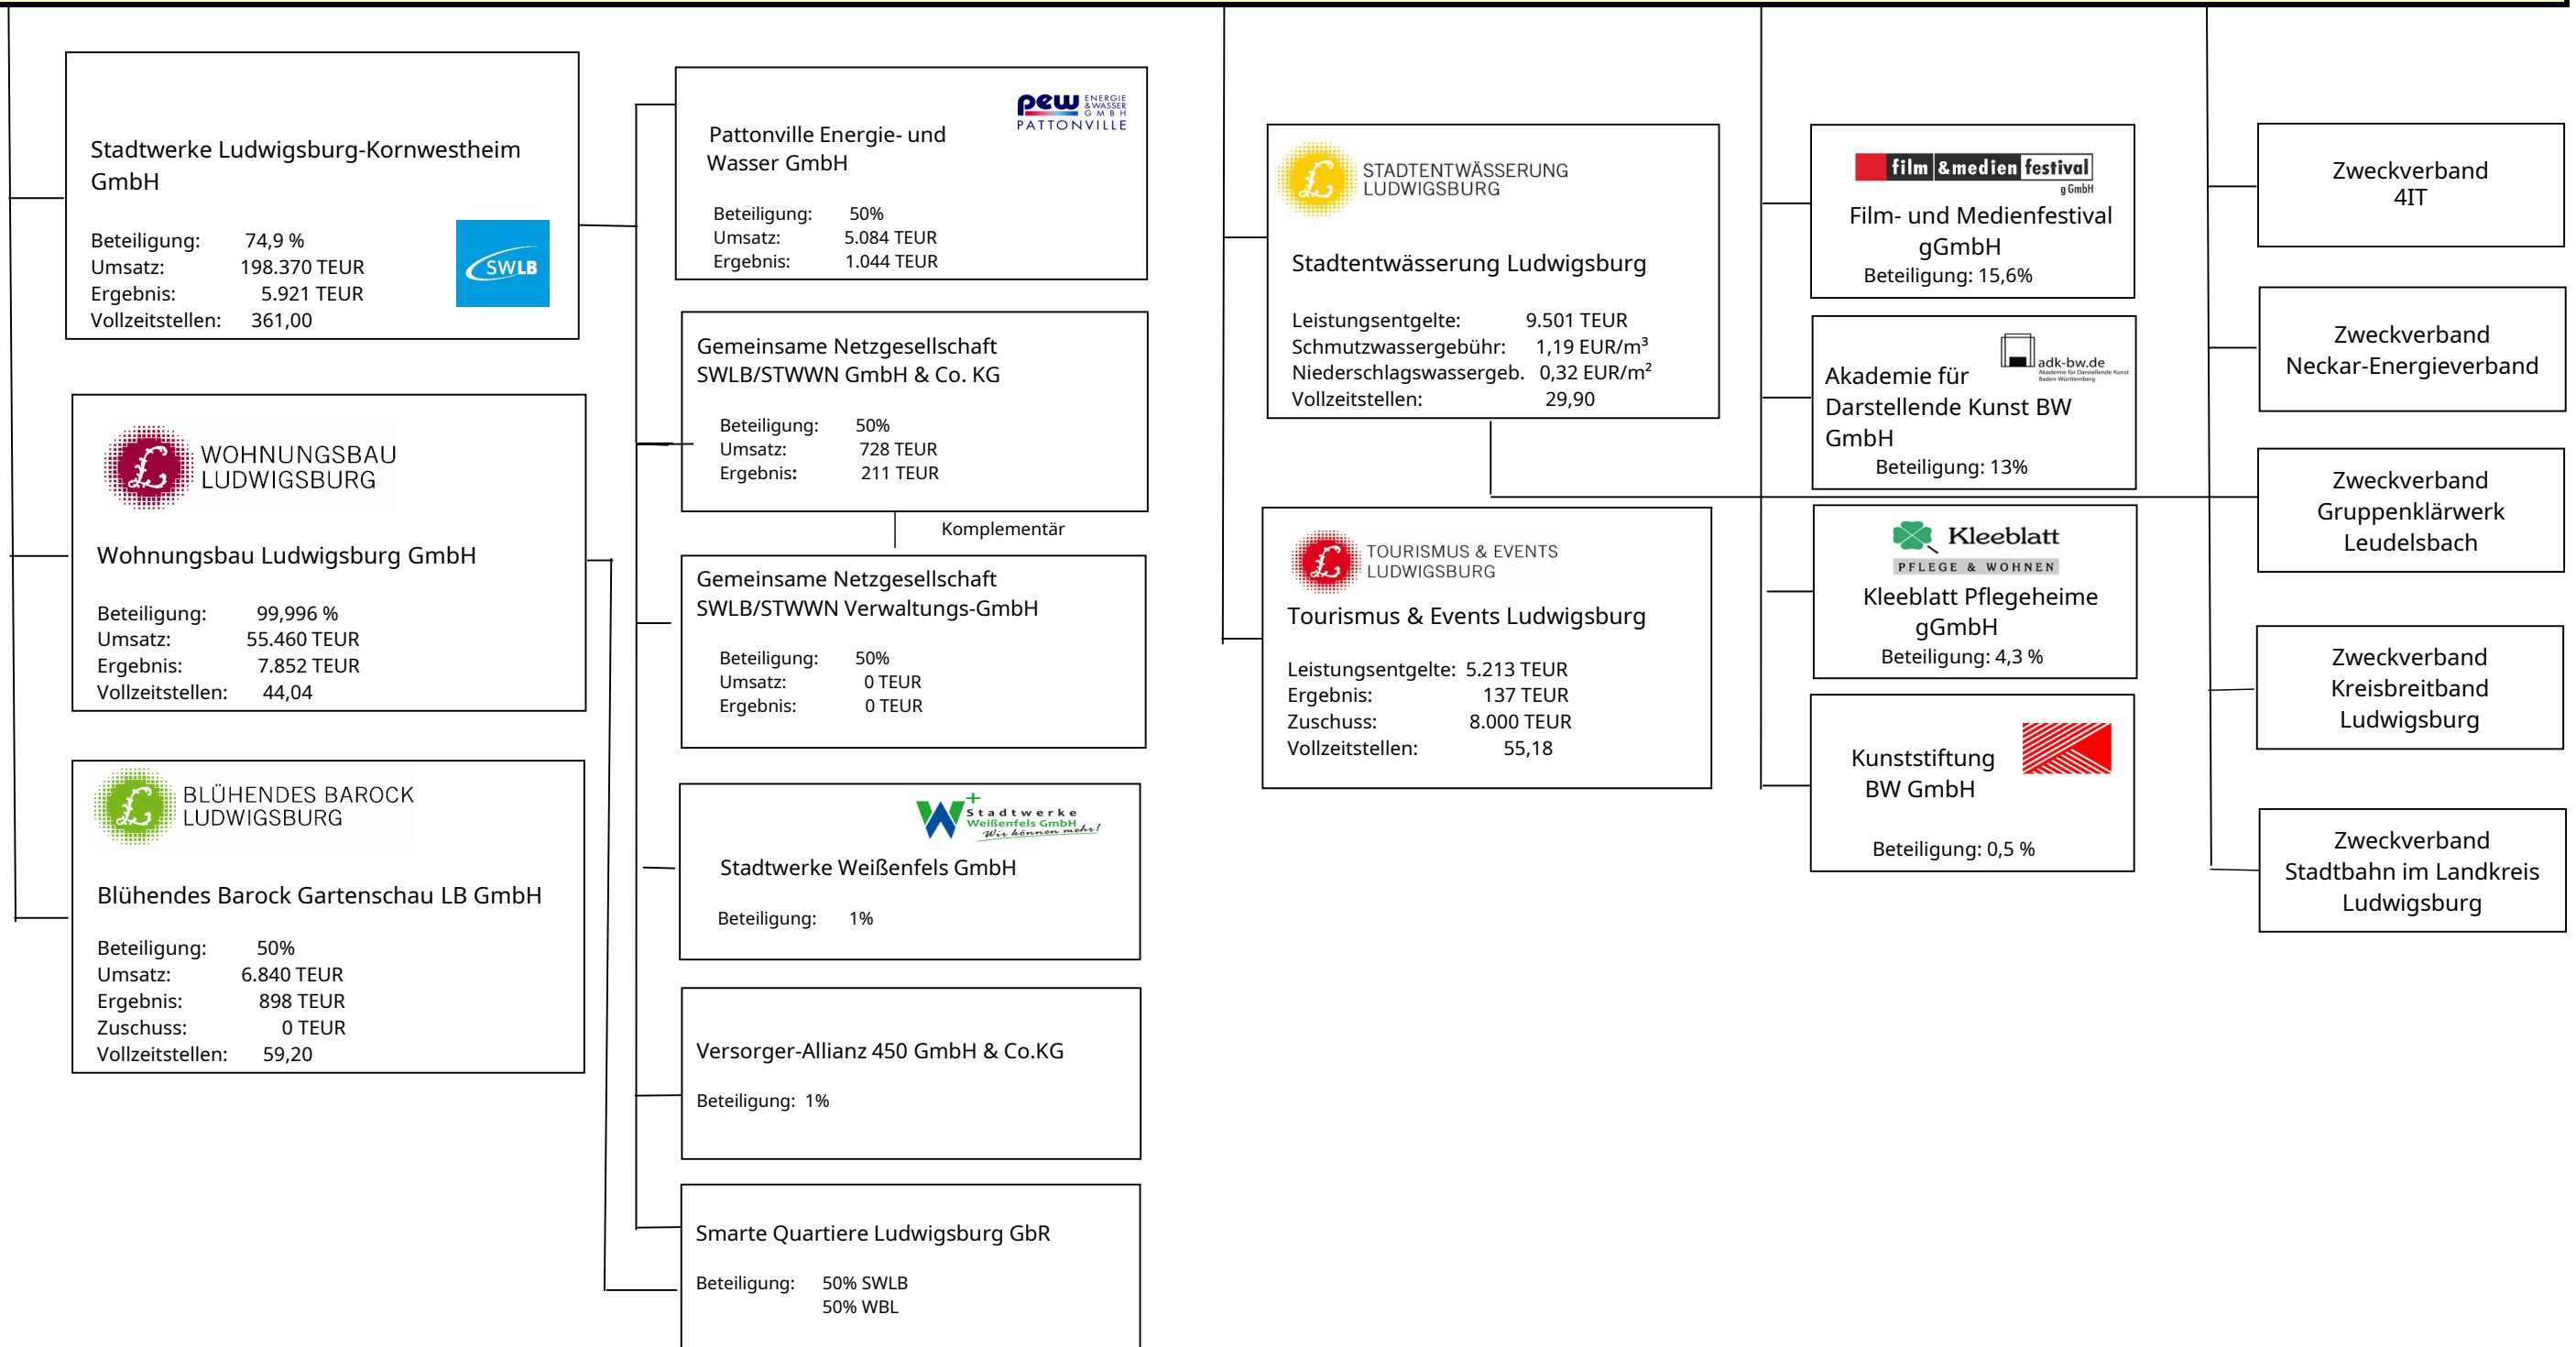 Stadtwerke Ludwigsburg-Kornwestheim
GmbH
Beteiligung: 74,9 %
Umsatz: 198.370 TEUR
Ergebnis: 5.921 TEUR
Vollzeitstellen: 361,00
SWLB
WOHNUNGSBAU
LUDWIGSBURG
Wohnungsbau Ludwigsburg GmbH
Beteiligung: 99,996 %
Umsatz: 55.460 TEUR
Ergebnis: 7.852 TEUR
Vollzeitstellen: 44,04
BLÜHENDES BAROCK
LUDWIGSBURG
Blühendes Barock Gartenschau LB GmbH
Beteiligung: 50%
Umsatz: 6.840 TEUR
Ergebnis: 898 TEUR
Zuschuss: 0 TEUR
Vollzeitstellen: 59,20
pew ENERGIE
&WASSER
GMBH
PATTONVILLE
Pattonville Energie- und
Wasser GmbH
Beteiligung: 50%
Umsatz: 5.084 TEUR
Ergebnis: 1.044 TEUR
Gemeinsame Netzgesellschaft
SWLB/STWWN GmbH & Co. KG
Beteiligung: 50%
Umsatz: 728 TEUR
Ergebnis: 211 TEUR
Komplementär
Gemeinsame Netzgesellschaft
SWLB/STWWN Verwaltungs-GmbH
Beteiligung: 50%
Umsatz: 0 TEUR
Ergebnis: 0 TEUR
Stadtwerke
Weißenfels GmbH
Wir können mehr!
Stadtwerke Weißenfels GmbH
Beteiligung: 1%
Versorger-Allianz 450 GmbH & Co.KG
Beteiligung: 1%
Smarte Quartiere Ludwigsburg GbR
Beteiligung: 50% SWLB
50% WBL
STADTENTWÄSSERUNG
LUDWIGSBURG
Stadtentwässerung Ludwigsburg
Leistungsentgelte: 9.501 TEUR
Schmutzwassergebühr: 1,19 EUR/m³
Niederschlagswassergeb. 0,32 EUR/m²
Vollzeitstellen: 29,90
TOURISMUS & EVENTS
LUDWIGSBURG
Tourismus & Events Ludwigsburg
Leistungsentgelte: 5.213 TEUR
Ergebnis: 137 TEUR
Zuschuss: 8.000 TEUR
Vollzeitstellen: 55,18
film &medien festival
gGmbH
Film- und Medienfestival
gGmbH
Beteiligung: 15,6%
adk-bw.de
Akademie für Darstellende Kunst
Baden-Württemberg
Akademie für
Darstellende Kunst BW
GmbH
Beteiligung: 13%
Kleeblatt
PFLEGE & WOHNEN
Kleeblatt Pflegeheime
gGmbH
Beteiligung: 4,3 %
Kunststiftung
BW GmbH
Beteiligung: 0,5 %
Zweckverband
4IT
Zweckverband
Neckar-Energieverband
Zweckverband
Gruppenklärwerk
Leudelsbach
Zweckverband
Kreisbreitband
Ludwigsburg
Zweckverband
Stadtbahn im Landkreis
Ludwigsburg